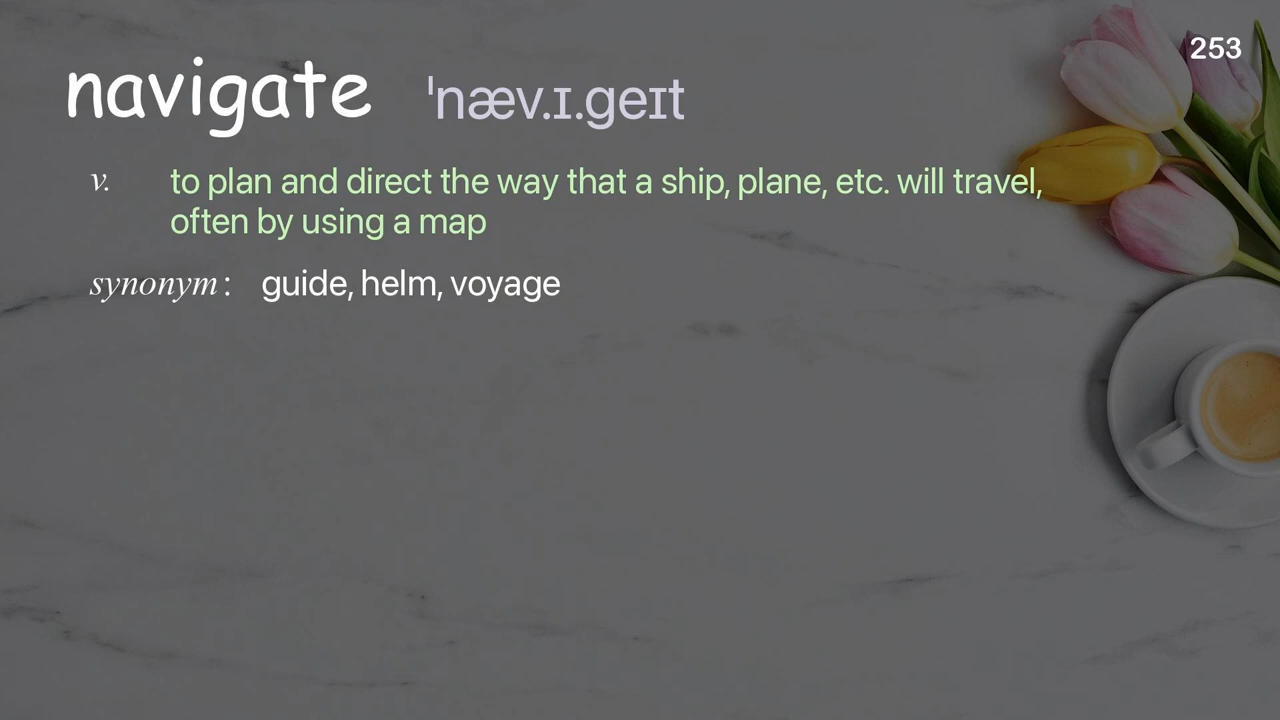 253
navigate ˈnæv.ɪ.geɪt
v. to plan and direct the way that a ship, plane, etc. will travel,
often by using a map
synonym: guide, helm, voyage